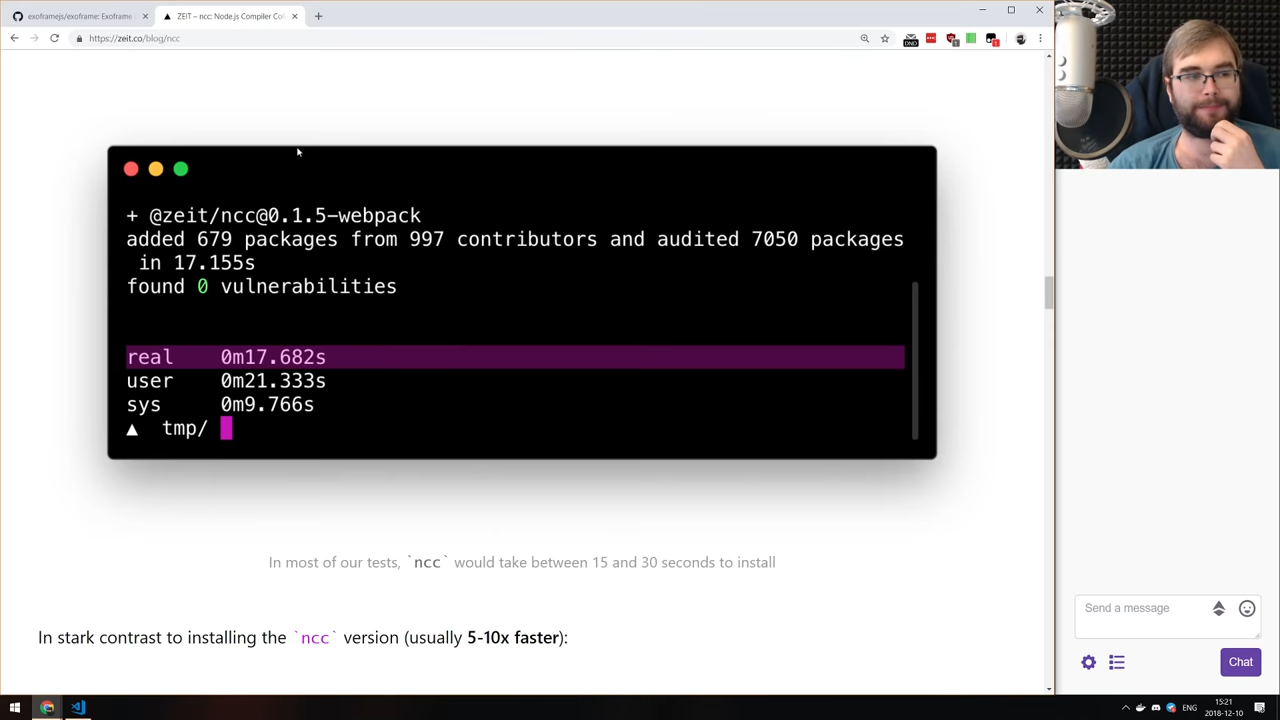 exoframejs/exoframe: Exoframe
ZEIT – ncc: Node.js Compiler Col
https://zeit.co/blog/ncc
DND
1
1
+ @zeit/ncc@0.1.5-webpack
added 679 packages from 997 contributors and audited 7050 packages
in 17.155s
found 0 vulnerabilities
real 0m17.682s
user 0m21.333s
sys 0m9.766s
▲ tmp/
In most of our tests, `ncc` would take between 15 and 30 seconds to install
In stark contrast to installing the `ncc` version (usually 5-10x faster):
Send a message
Chat
ENG
15:21
2018-12-10